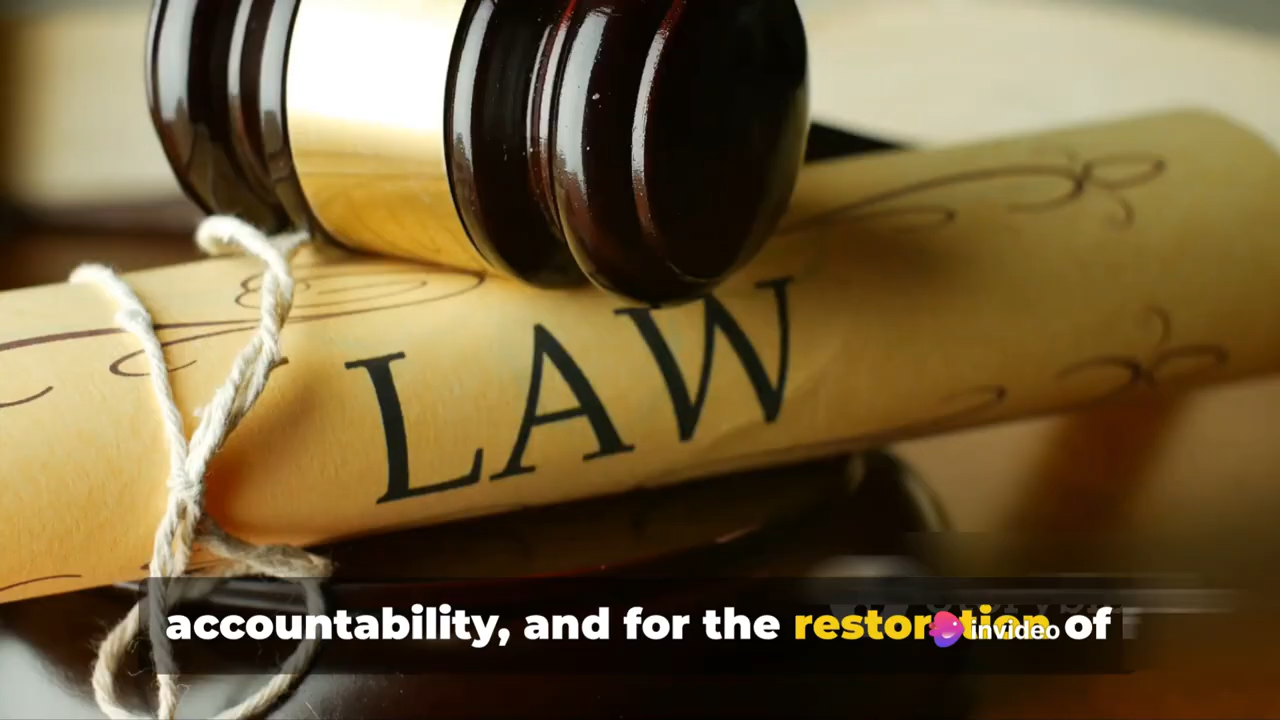 LAW
accountability, and for the restoration of
invideo